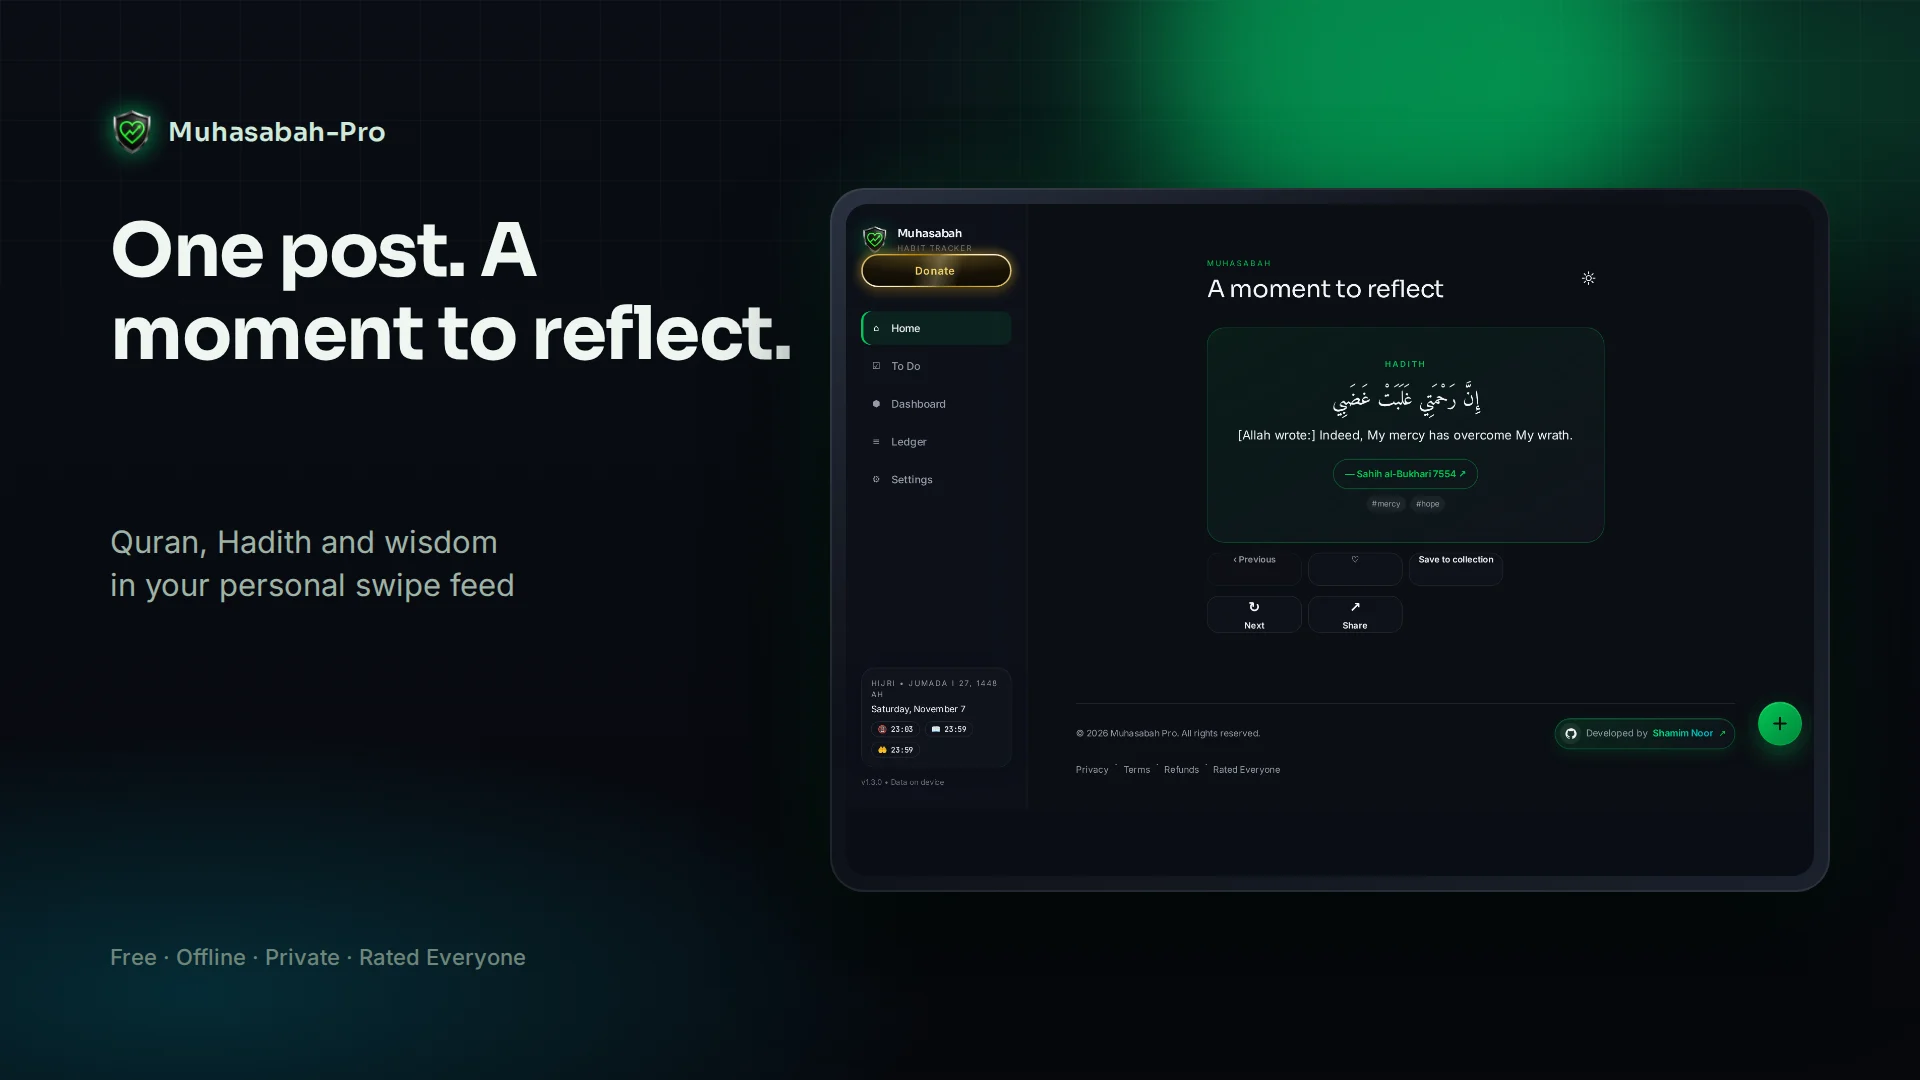 Muhasabah-Pro
One post. A
moment to reflect.
Quran, Hadith and wisdom
in your personal swipe feed
Free · Offline · Private · Rated Everyone
Muhasabah
HABIT TRACKER
Donate
Home
To Do
Dashboard
Ledger
Settings
HIJRI • JUMADA I 27, 1448
AH
Saturday, November 7
23:03 23:59
23:59
v1.3.0 • Data on device
MUHASABAH
A moment to reflect
HADITH
إِنَّ رَحْمَتِي غَلَبَتْ غَضَبِي
[Allah wrote:] Indeed, My mercy has overcome My wrath.
— Sahih al-Bukhari 7554 ↗
#mercy #hope
‹ Previous ♡ Save to collection
↻ ↗
Next Share
© 2026 Muhasabah Pro. All rights reserved.
Developed by Shamim Noor ↗
+
Privacy · Terms · Refunds · Rated Everyone